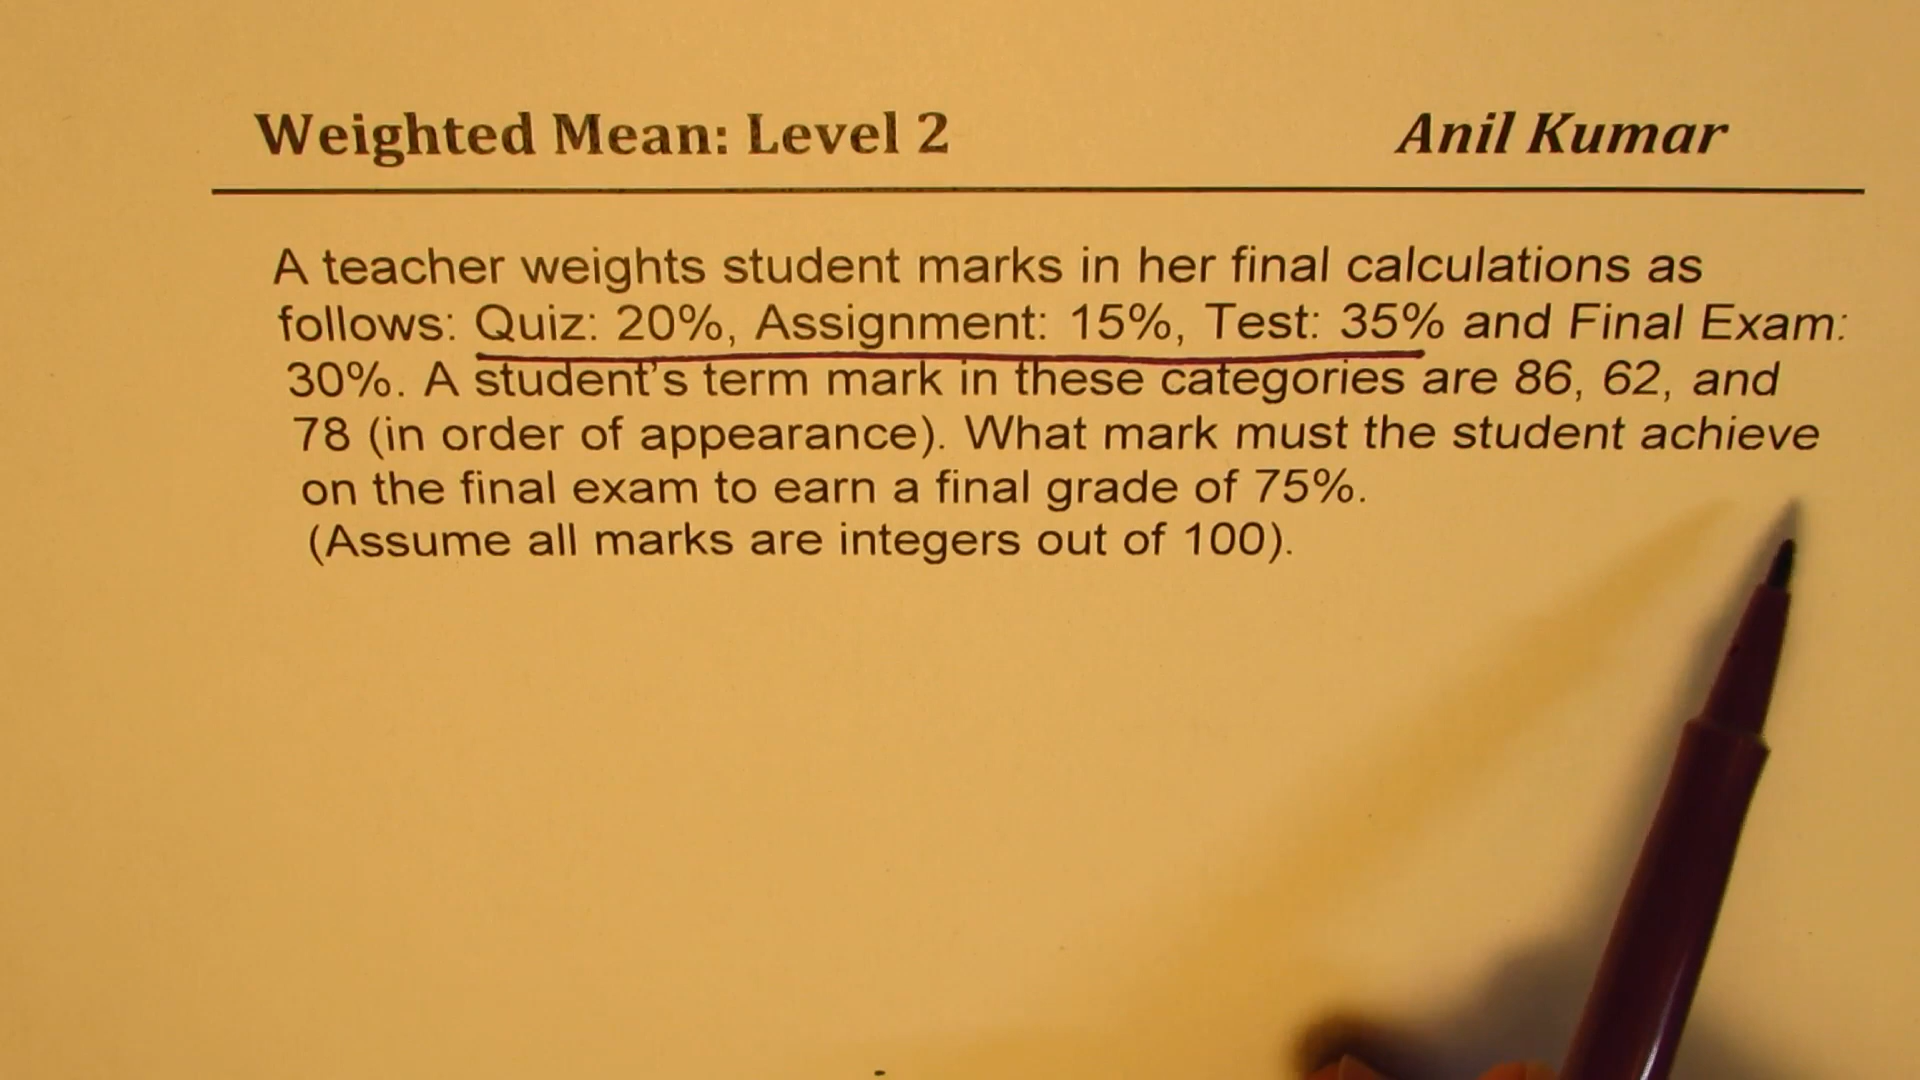 Weighted Mean: Level 2 Anil Kumar
A teacher weights student marks in her final calculations as
follows: Quiz: 20%, Assignment: 15%, Test: 35% and Final Exam:
30%. A student's term mark in these categories are 86, 62, and
78 (in order of appearance). What mark must the student achieve
on the final exam to earn a final grade of 75%.
(Assume all marks are integers out of 100).